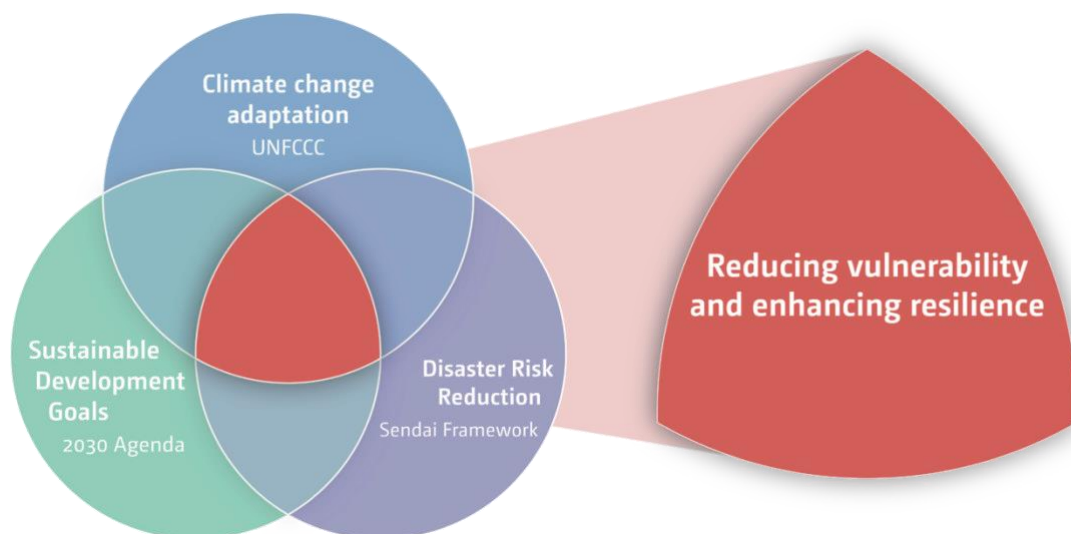 Climate change
adaptation
UNFCCC
Sustainable
Development
Goals
2030 Agenda
Disaster Risk
Reduction
Sendai Framework
Reducing vulnerability
and enhancing resilience